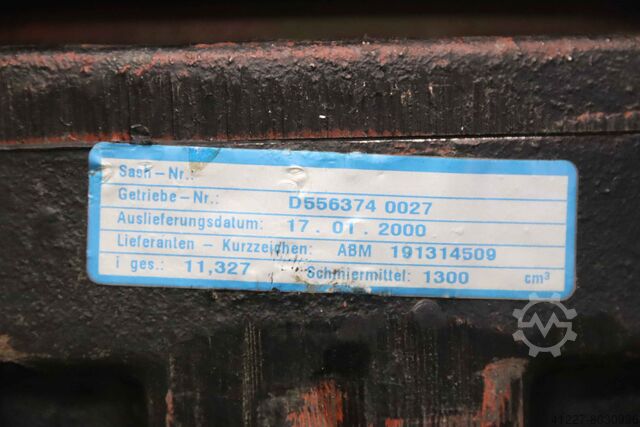 Sash-Nr.:
Getriebe-Nr.: D556374 0027
Auslieferungsdatum: 17.01.2000
Lieferanten - Kurzzeichen: ABM 191314509
i ges.: 11,327 Schmiermittel: 1300 cm³